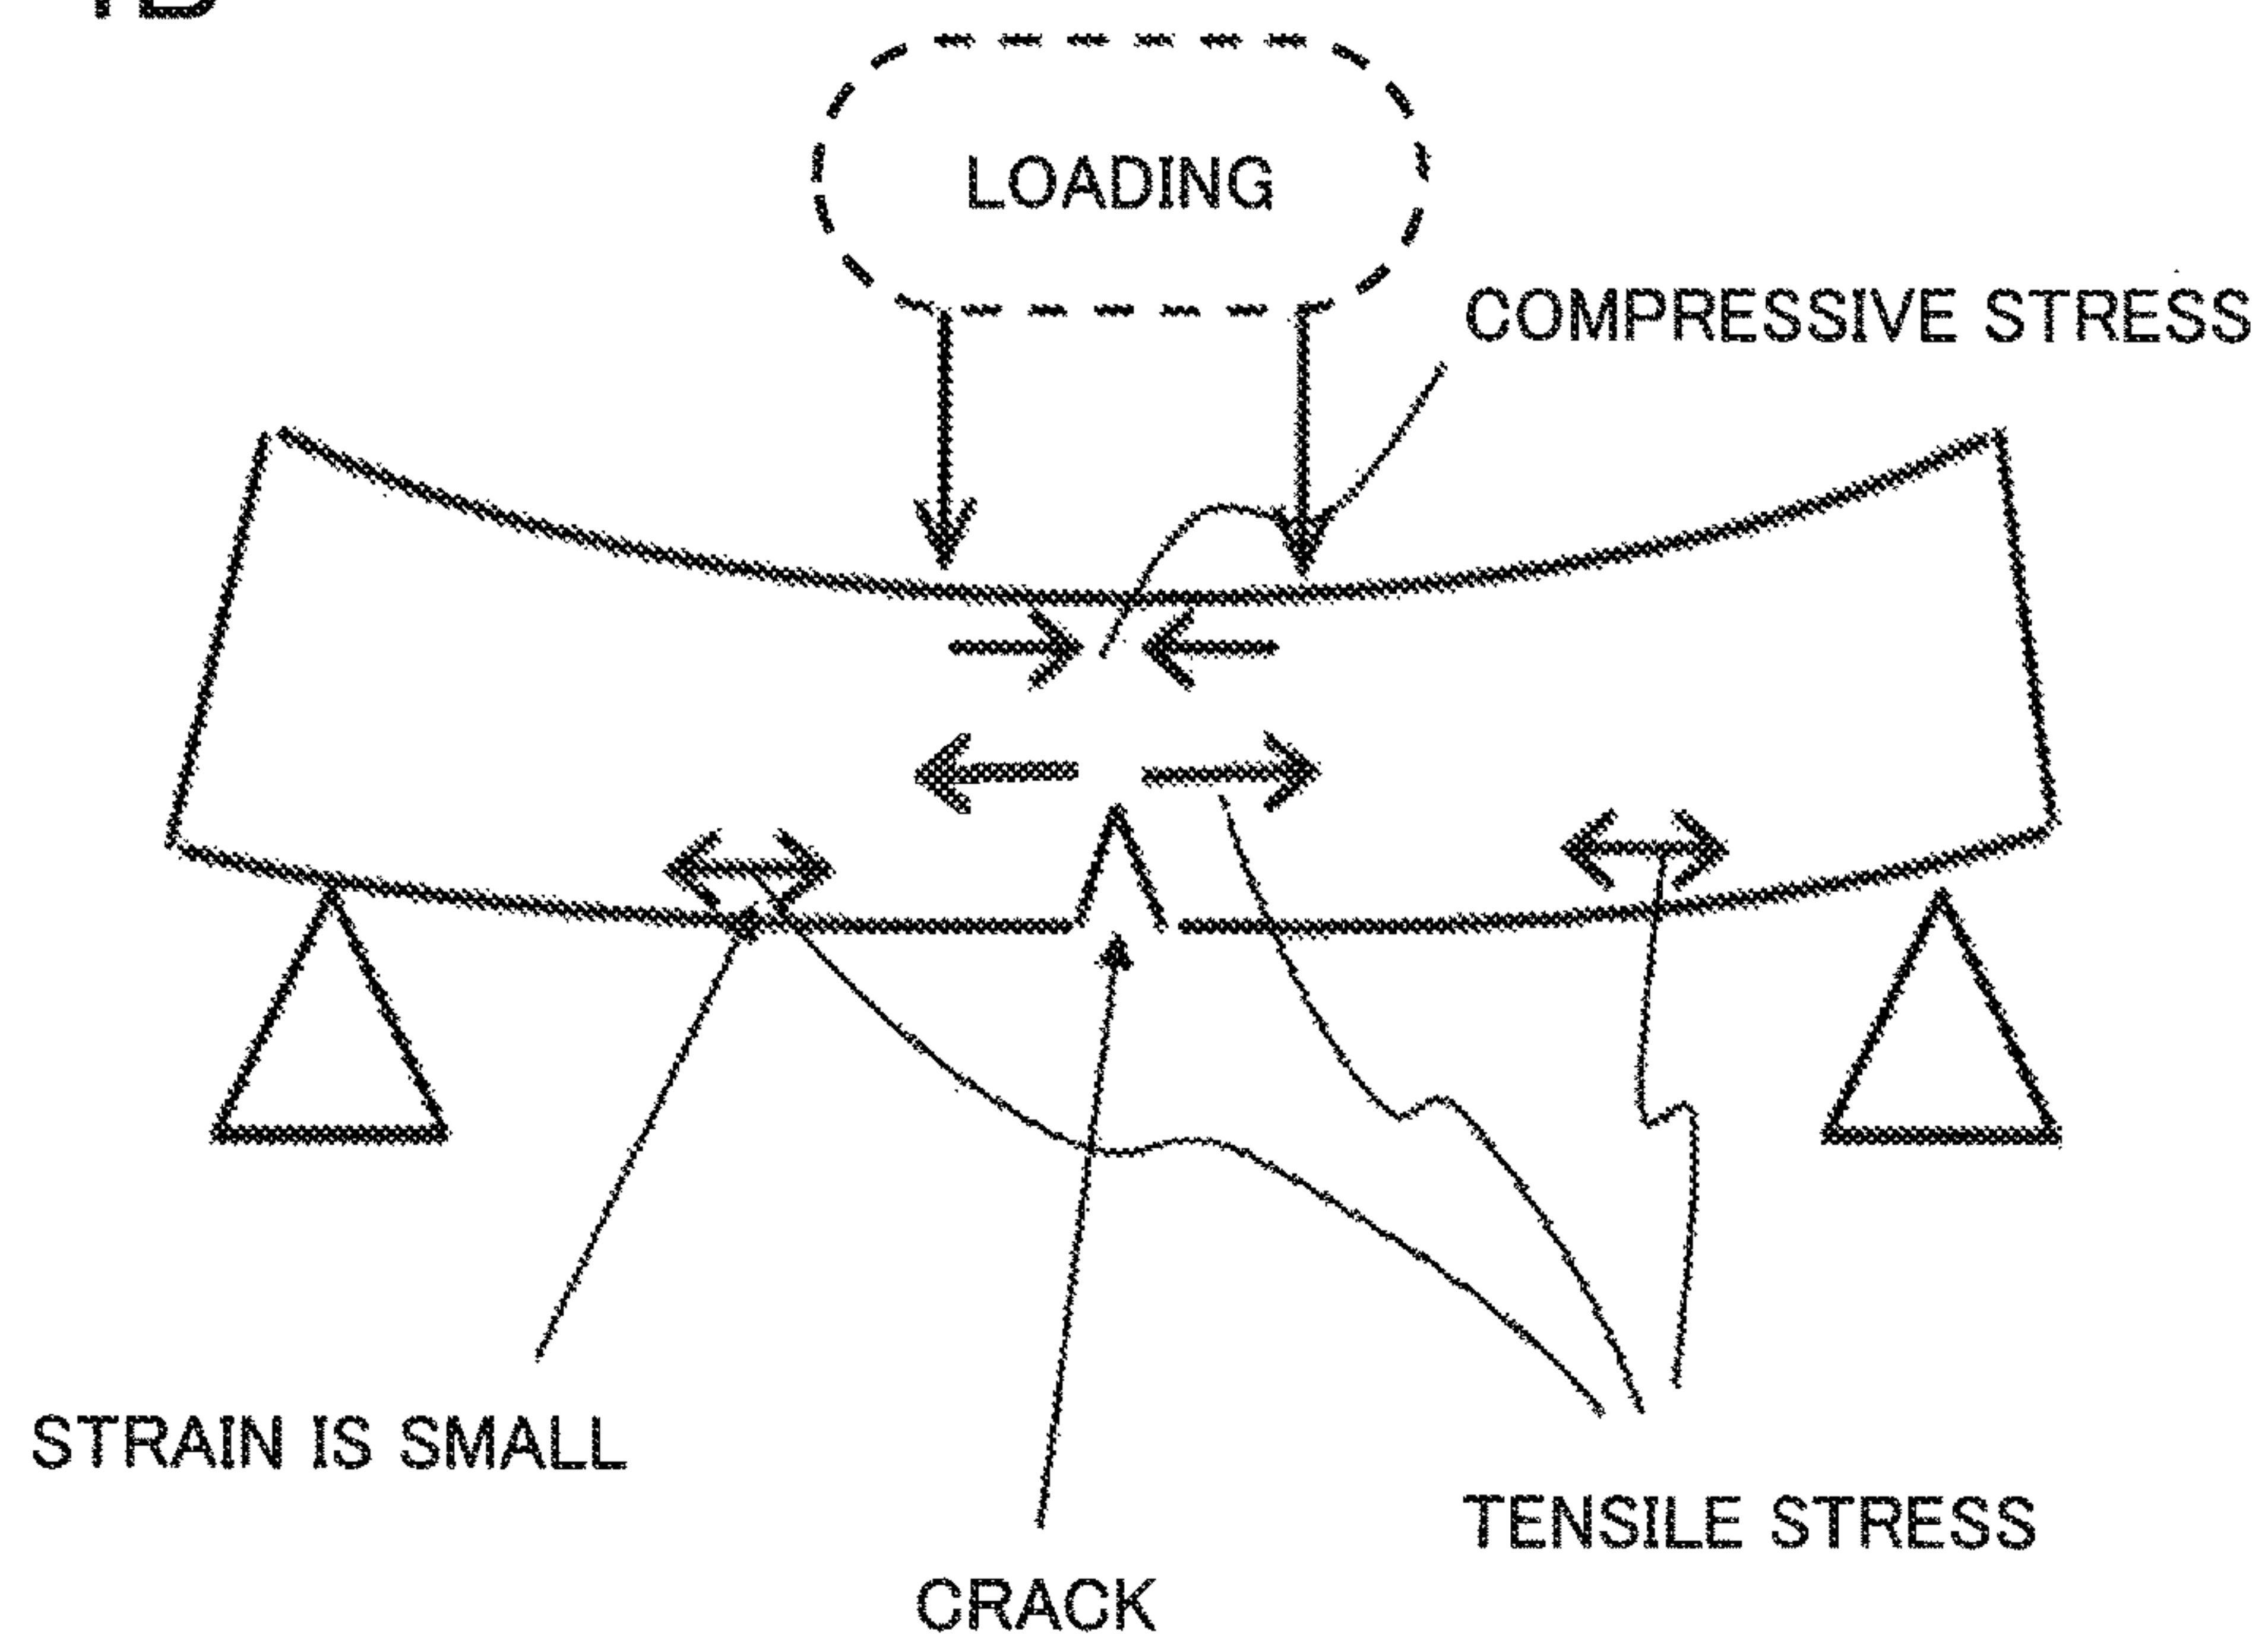 LOADING
COMPRESSIVE STRESS
STRAIN IS SMALL
TENSILE STRESS
CRACK